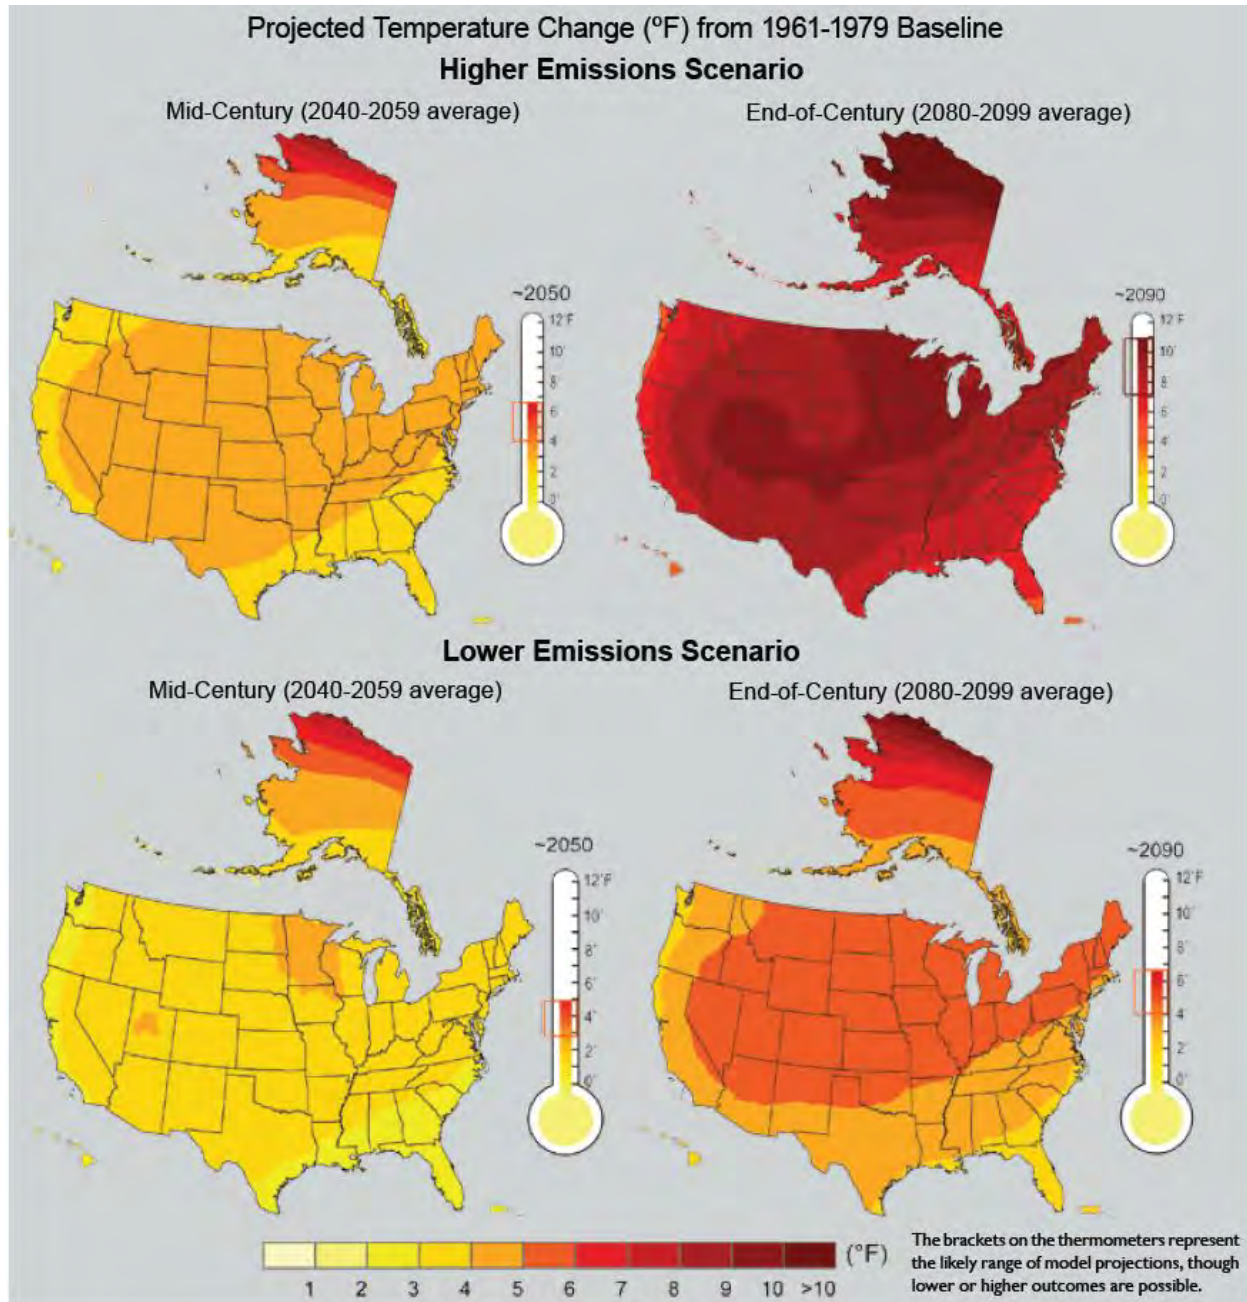 Projected Temperature Change (°F) from 1961-1979 Baseline
Higher Emissions Scenario
Mid-Century (2040-2059 average)
End-of-Century (2080-2099 average)
~2050
12°F
10°
8
6
4
2
0°
~2090
12°F
10°
8
6
4
2
0°
Lower Emissions Scenario
Mid-Century (2040-2059 average)
End-of-Century (2080-2099 average)
~2050
12°F
10°
8°
6°
4°
2°
0°
~2090
12°F
10°
8°
6°
4°
2°
0°
1 2 3 4 5 6 7 8 9 10 >10 (°F)
The brackets on the thermometers represent
the likely range of model projections, though
lower or higher outcomes are possible.